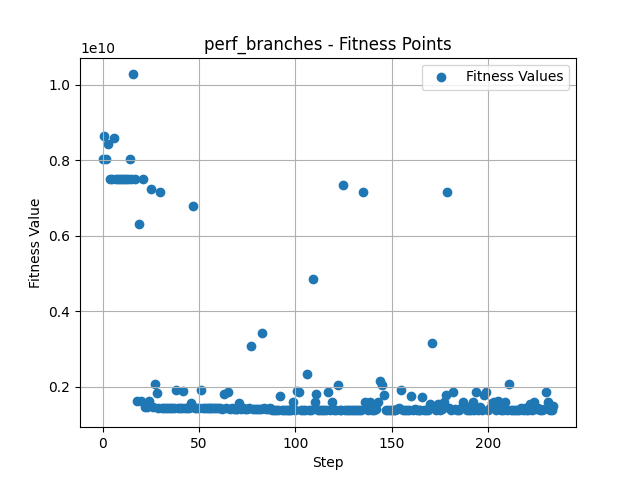 perf_branches - Fitness Points
1e10
Fitness Values
1.0
0.8
0.6
0.4
0.2
Fitness Value
0
50
100
150
200
Step